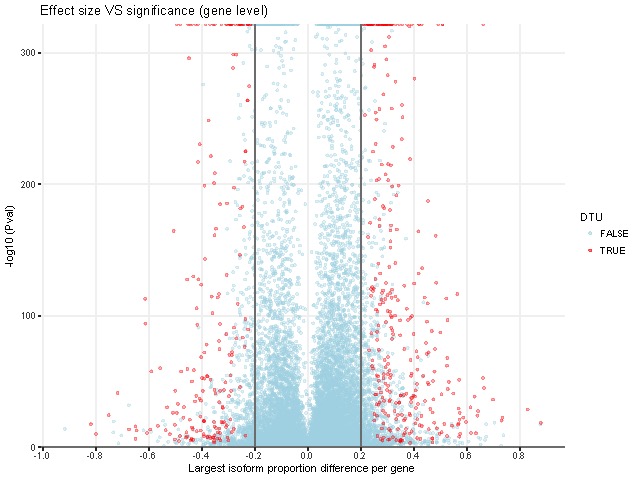 Effect size VS significance (gene level)
300
200
100
0
-log10 (Pval)
-1.0 -0.8 -0.6 -0.4 -0.2 0.0 0.2 0.4 0.6 0.8
Largest isoform proportion difference per gene
DTU
FALSE
TRUE